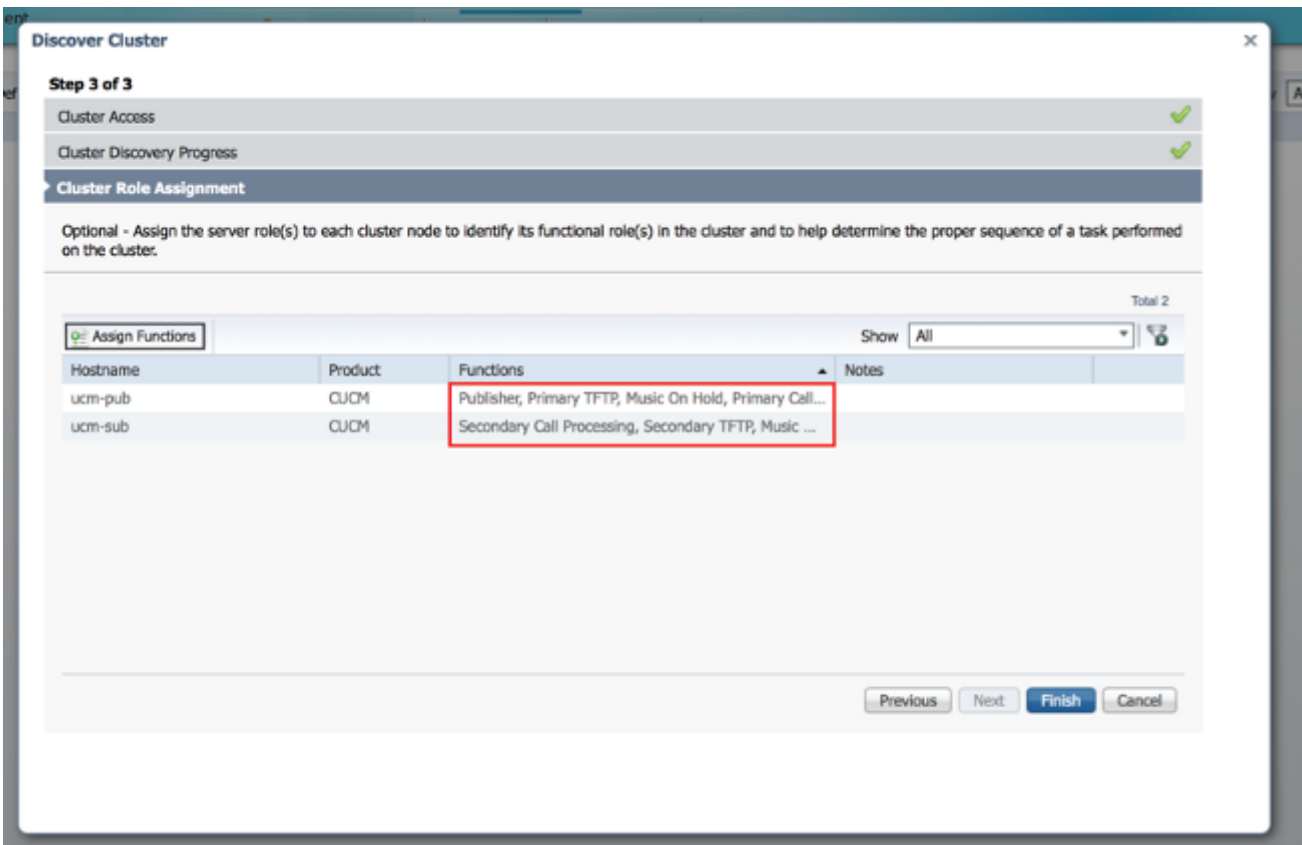 ent
Discover Cluster
Step 3 of 3
ef
A
Cluster Access
Cluster Discovery Progress
Cluster Role Assignment
Optional - Assign the server role(s) to each cluster node to identify its functional role(s) in the cluster and to help determine the proper sequence of a task performed
on the cluster.
Total 2
Assign Functions Show All
Hostname Product Functions Notes
ucm-pub CUCM Publisher, Primary TFTP, Music On Hold, Primary Call...
ucm-sub CUCM Secondary Call Processing, Secondary TFTP, Music ...
Previous Next Finish Cancel